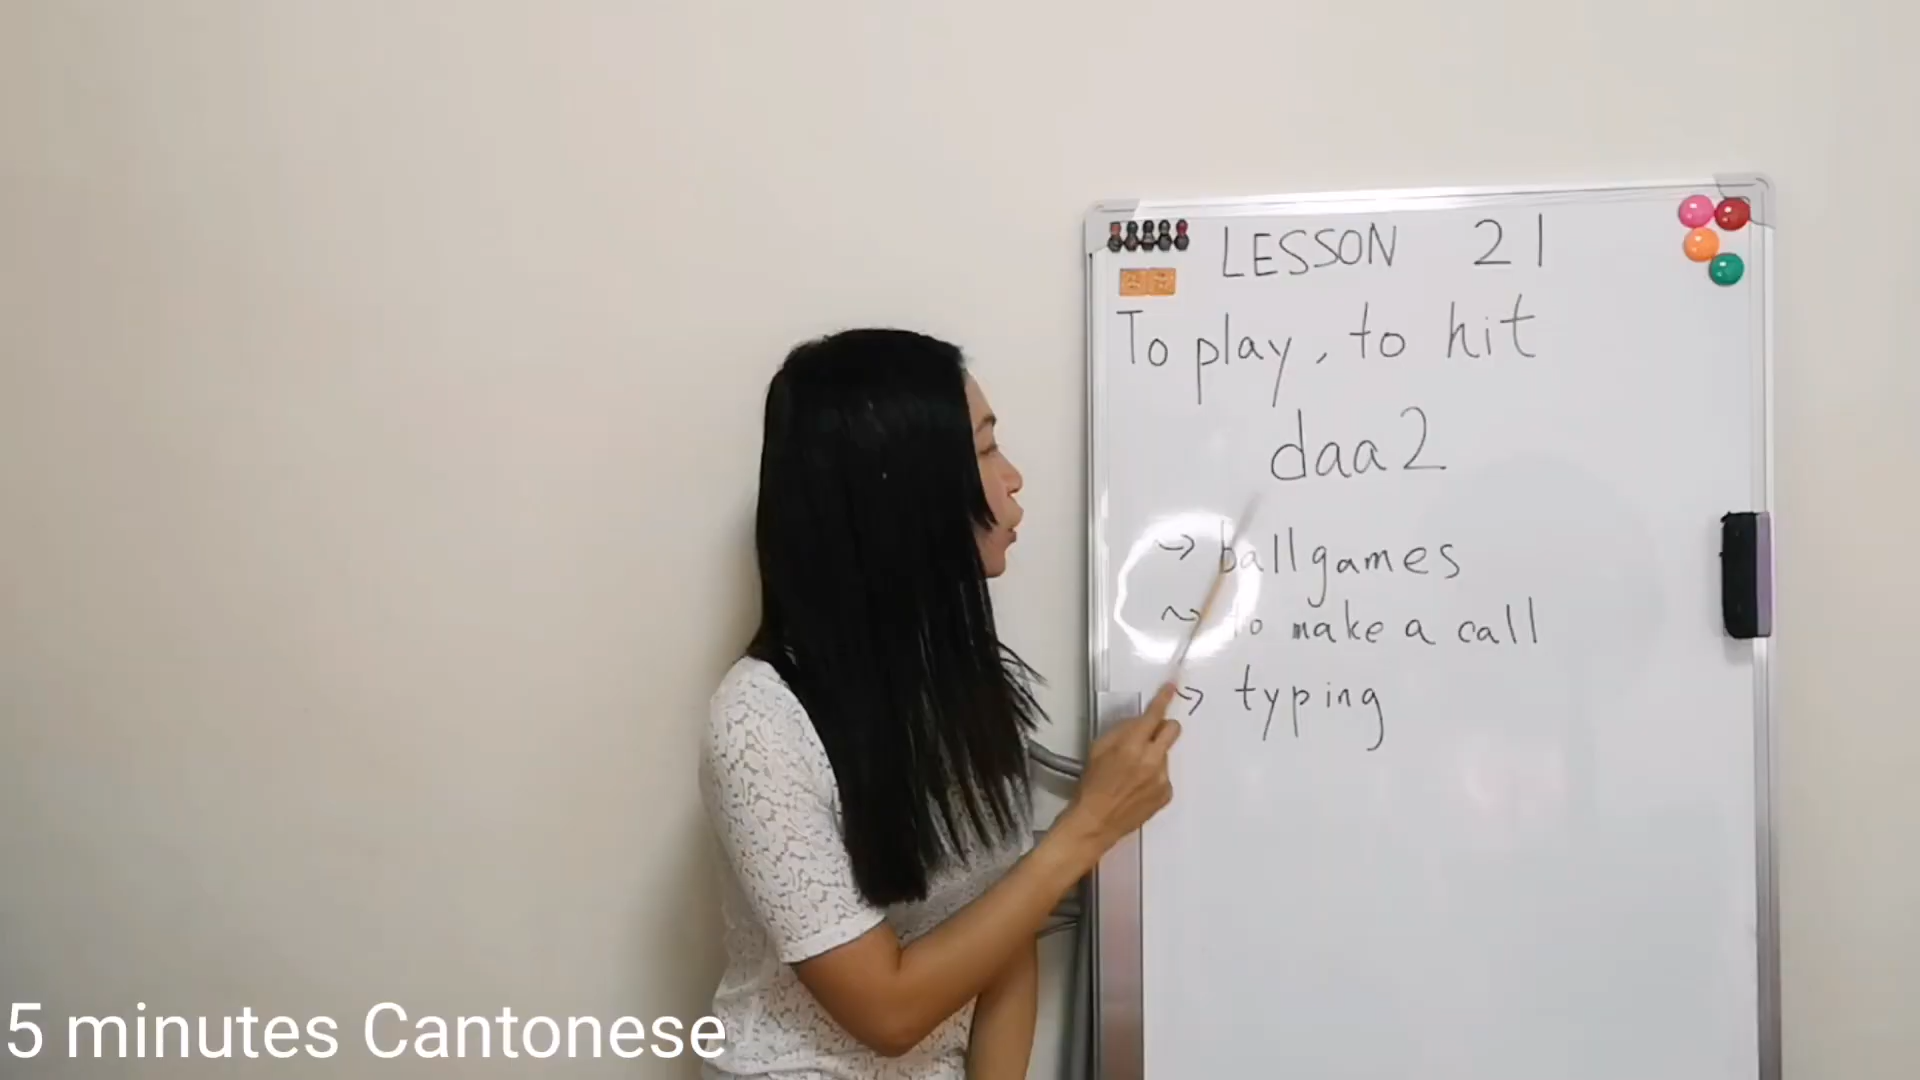 LESSON 21
To play, to hit
daa2
→ ball games
→ to make a call
→ typing
5 minutes Cantonese